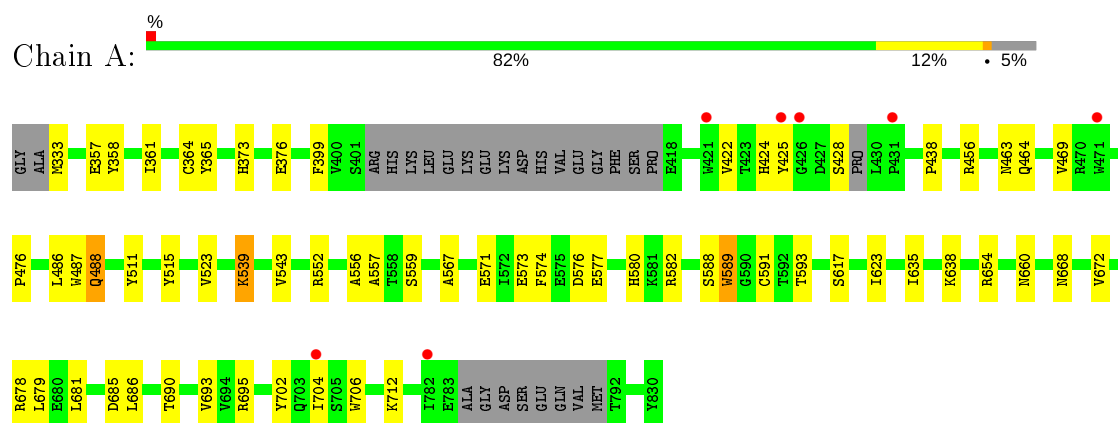 %
Chain A:
82% 12% • 5%
GLY ALA M333 E357 Y358 I361 C364 Y365 H373 E376 F399 V400 S401 ARG HIS LYS LEU GLU LYS GLU LYS ASP HIS VAL GLU GLY PHE SER PRO E418 W421 V422 T423 H424 Y425 G426 D427 S428 PRO L430 P431 P438 R456 N463 Q464 V469 R470 W471
P476 L486 W487 Q488 Y511 Y515 V523 K539 V543 R552 A556 A557 T558 S559 A567 E571 I572 E573 F574 E575 D576 E577 H580 K581 R582 S588 W589 G590 C591 T592 T593 S617 I623 I635 K638 R654 N660 N668 V672
R678 L679 E680 L681 D685 L686 T690 V693 V694 R695 Y702 Q703 I704 S705 W706 K712 I782 E783 ALA GLY ASP SER GLU GLN VAL MET T792 Y830